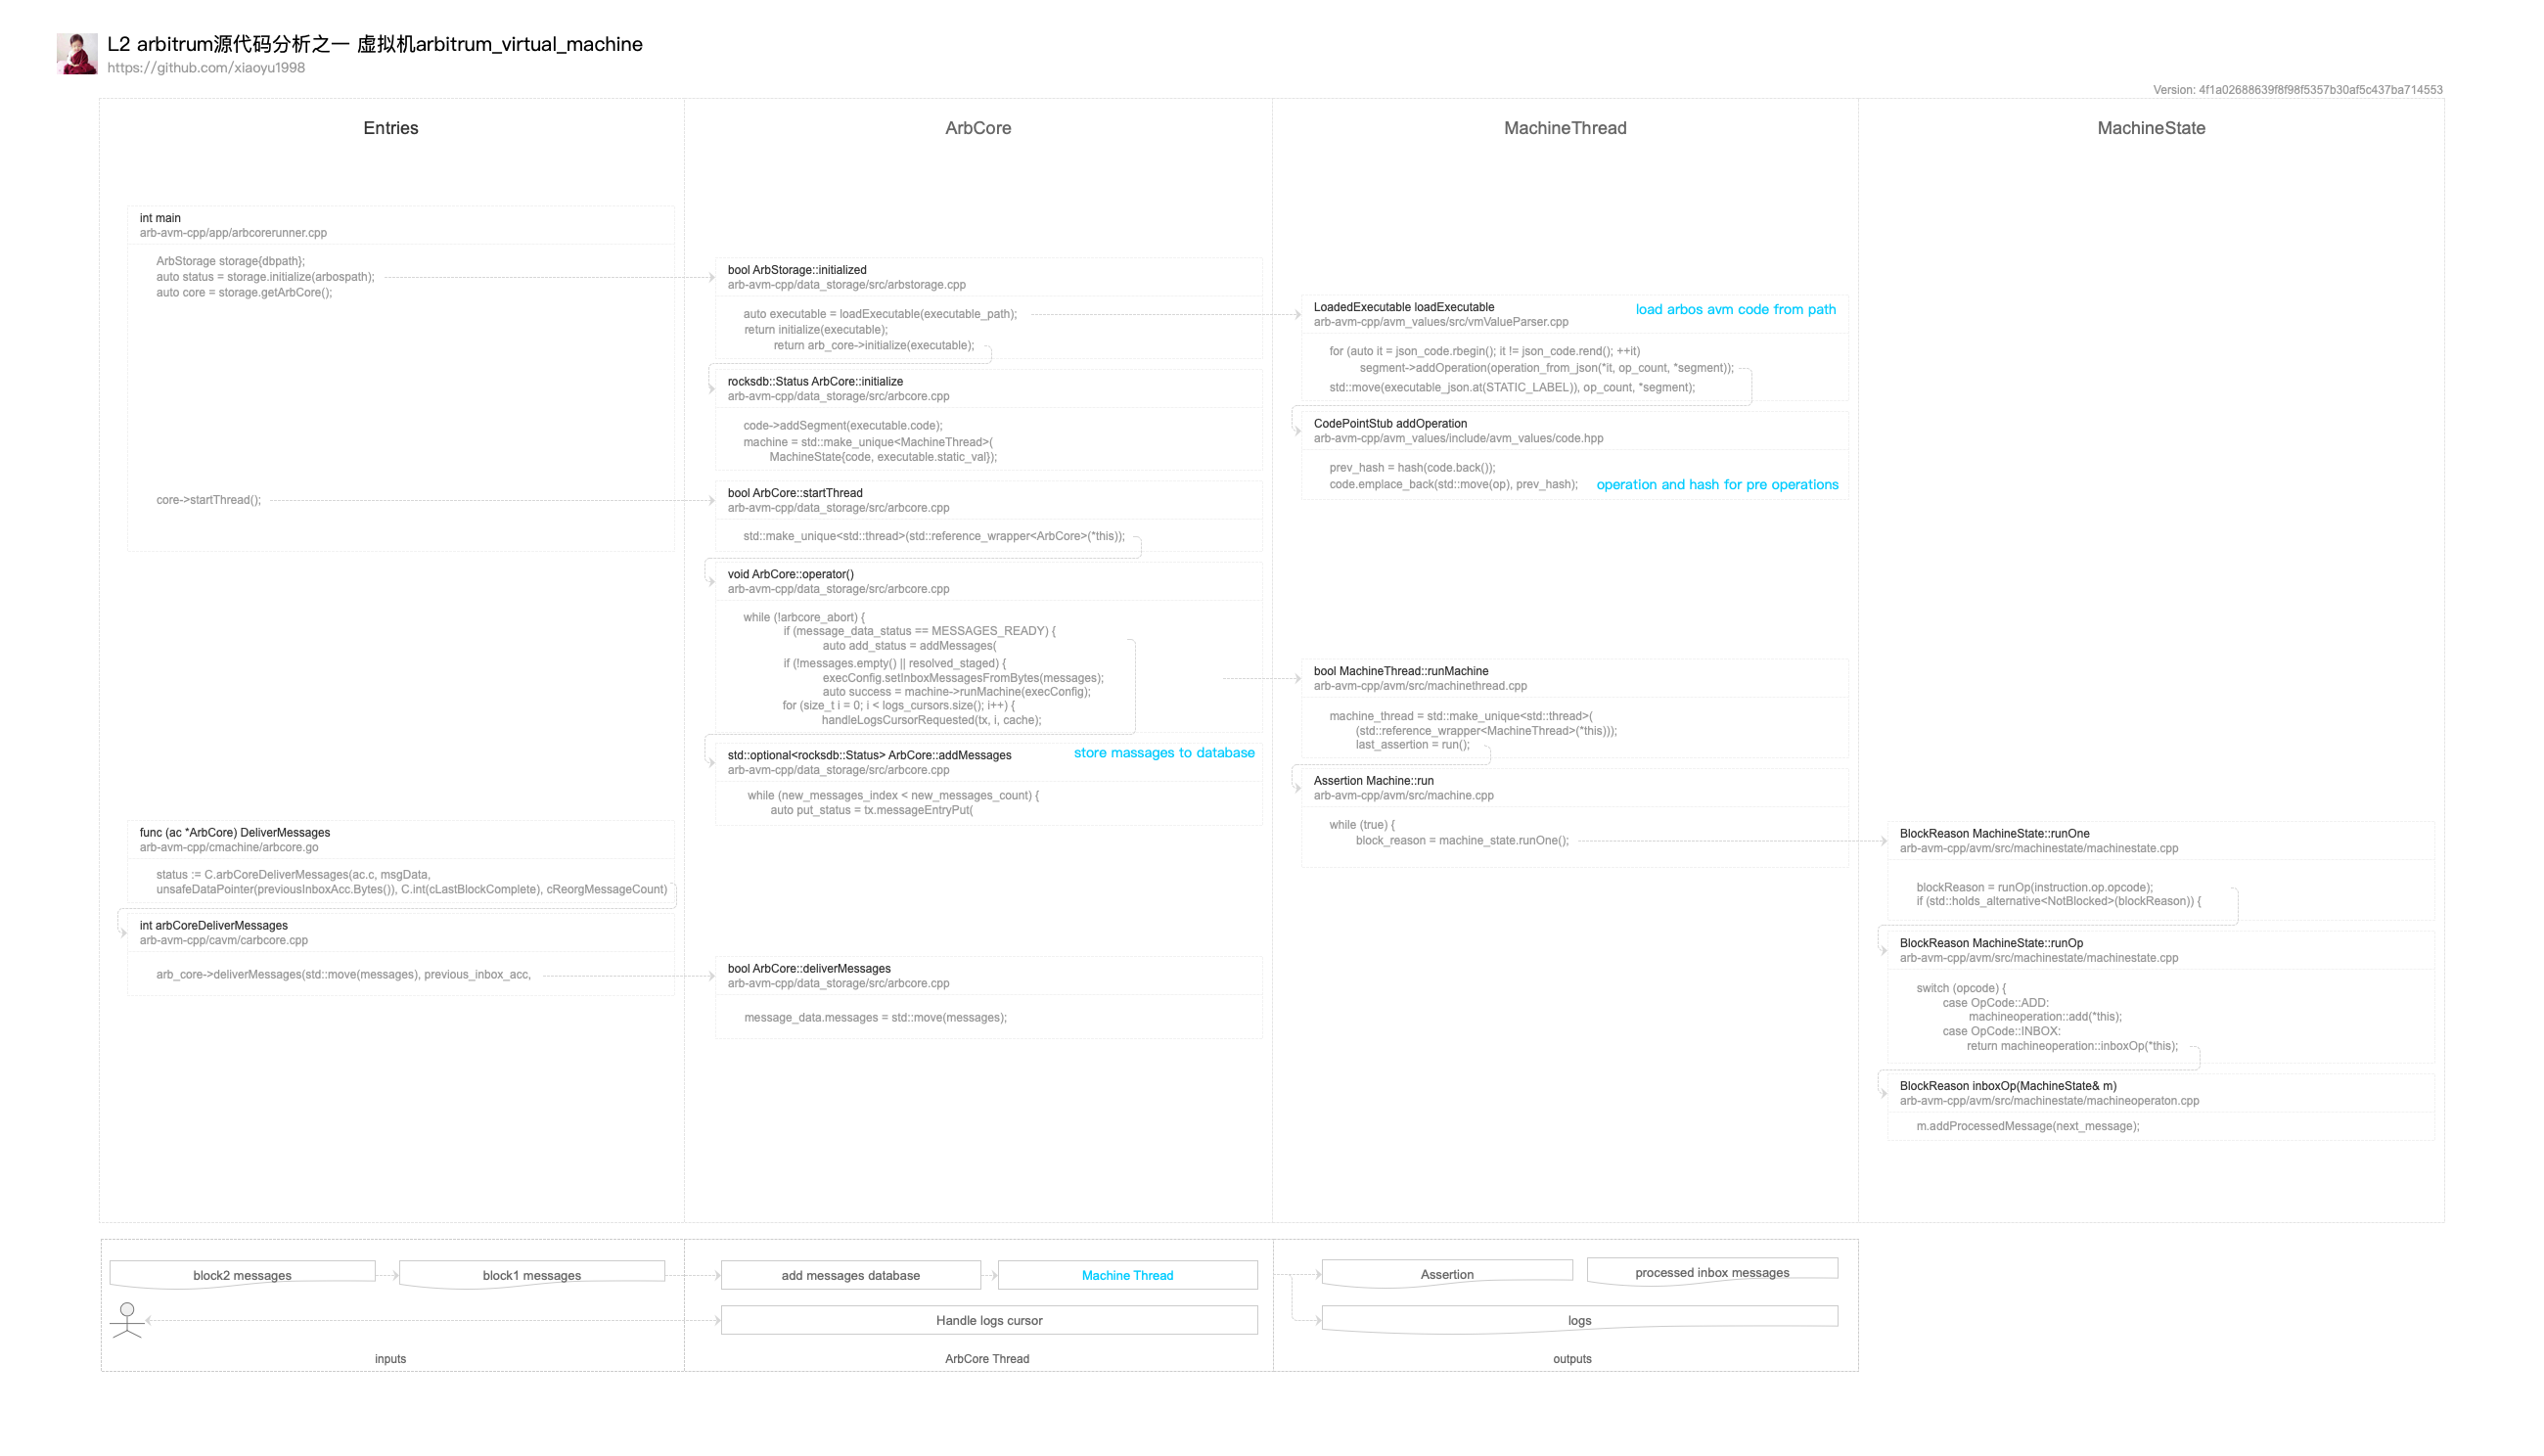 L2 arbitrum源代码分析之一 虚拟机arbitrum_virtual_machine
https://github.com/xiaoyu1998
Version: 4f1a02688639f8f98f5357b30af5c437ba714553
Entries
int main
arb-avm-cpp/app/arbcorerunner.cpp
ArbStorage storage{dbpath};
auto status = storage.initialize(arbospath);
auto core = storage.getArbCore();
core->startThread();
func (ac *ArbCore) DeliverMessages
arb-avm-cpp/cmachine/arbcore.go
status := C.arbCoreDeliverMessages(ac.c, msgData,
unsafeDataPointer(previousInboxAcc.Bytes()), C.int(cLastBlockComplete), cReorgMessageCount)
int arbCoreDeliverMessages
arb-avm-cpp/cavm/carbcore.cpp
arb_core->deliverMessages(std::move(messages), previous_inbox_acc,
ArbCore
bool ArbStorage::initialized
arb-avm-cpp/data_storage/src/arbstorage.cpp
auto executable = loadExecutable(executable_path);
return initialize(executable);
return arb_core->initialize(executable);
rocksdb::Status ArbCore::initialize
arb-avm-cpp/data_storage/src/arbcore.cpp
code->addSegment(executable.code);
machine = std::make_unique<MachineThread>(
MachineState{code, executable.static_val});
bool ArbCore::startThread
arb-avm-cpp/data_storage/src/arbcore.cpp
std::make_unique<std::thread>(std::reference_wrapper<ArbCore>(*this));
void ArbCore::operator()
arb-avm-cpp/data_storage/src/arbcore.cpp
while (!arbcore_abort) {
if (message_data_status == MESSAGES_READY) {
auto add_status = addMessages(
if (!messages.empty() || resolved_staged) {
execConfig.setInboxMessagesFromBytes(messages);
auto success = machine->runMachine(execConfig);
for (size_t i = 0; i < logs_cursors.size(); i++) {
handleLogsCursorRequested(tx, i, cache);
std::optional<rocksdb::Status> ArbCore::addMessages
store massages to database
arb-avm-cpp/data_storage/src/arbcore.cpp
while (new_messages_index < new_messages_count) {
auto put_status = tx.messageEntryPut(
bool ArbCore::deliverMessages
arb-avm-cpp/data_storage/src/arbcore.cpp
message_data.messages = std::move(messages);
MachineThread
LoadedExecutable loadExecutable
load arbos avm code from path
arb-avm-cpp/avm_values/src/vmValueParser.cpp
for (auto it = json_code.rbegin(); it != json_code.rend(); ++it)
segment->addOperation(operation_from_json(*it, op_count, *segment));
std::move(executable_json.at(STATIC_LABEL)), op_count, *segment);
CodePointStub addOperation
arb-avm-cpp/avm_values/include/avm_values/code.hpp
prev_hash = hash(code.back());
code.emplace_back(std::move(op), prev_hash);
operation and hash for pre operations
bool MachineThread::runMachine
arb-avm-cpp/avm/src/machinethread.cpp
machine_thread = std::make_unique<std::thread>(
(std::reference_wrapper<MachineThread>(*this)));
last_assertion = run();
Assertion Machine::run
arb-avm-cpp/avm/src/machine.cpp
while (true) {
block_reason = machine_state.runOne();
MachineState
BlockReason MachineState::runOne
arb-avm-cpp/avm/src/machinestate/machinestate.cpp
blockReason = runOp(instruction.op.opcode);
if (std::holds_alternative<NotBlocked>(blockReason)) {
BlockReason MachineState::runOp
arb-avm-cpp/avm/src/machinestate/machinestate.cpp
switch (opcode) {
case OpCode::ADD:
machineoperation::add(*this);
case OpCode::INBOX:
return machineoperation::inboxOp(*this);
BlockReason inboxOp(MachineState& m)
arb-avm-cpp/avm/src/machinestate/machineoperaton.cpp
m.addProcessedMessage(next_message);
block2 messages
block1 messages
add messages database
Machine Thread
Assertion
processed inbox messages
Handle logs cursor
logs
inputs
ArbCore Thread
outputs